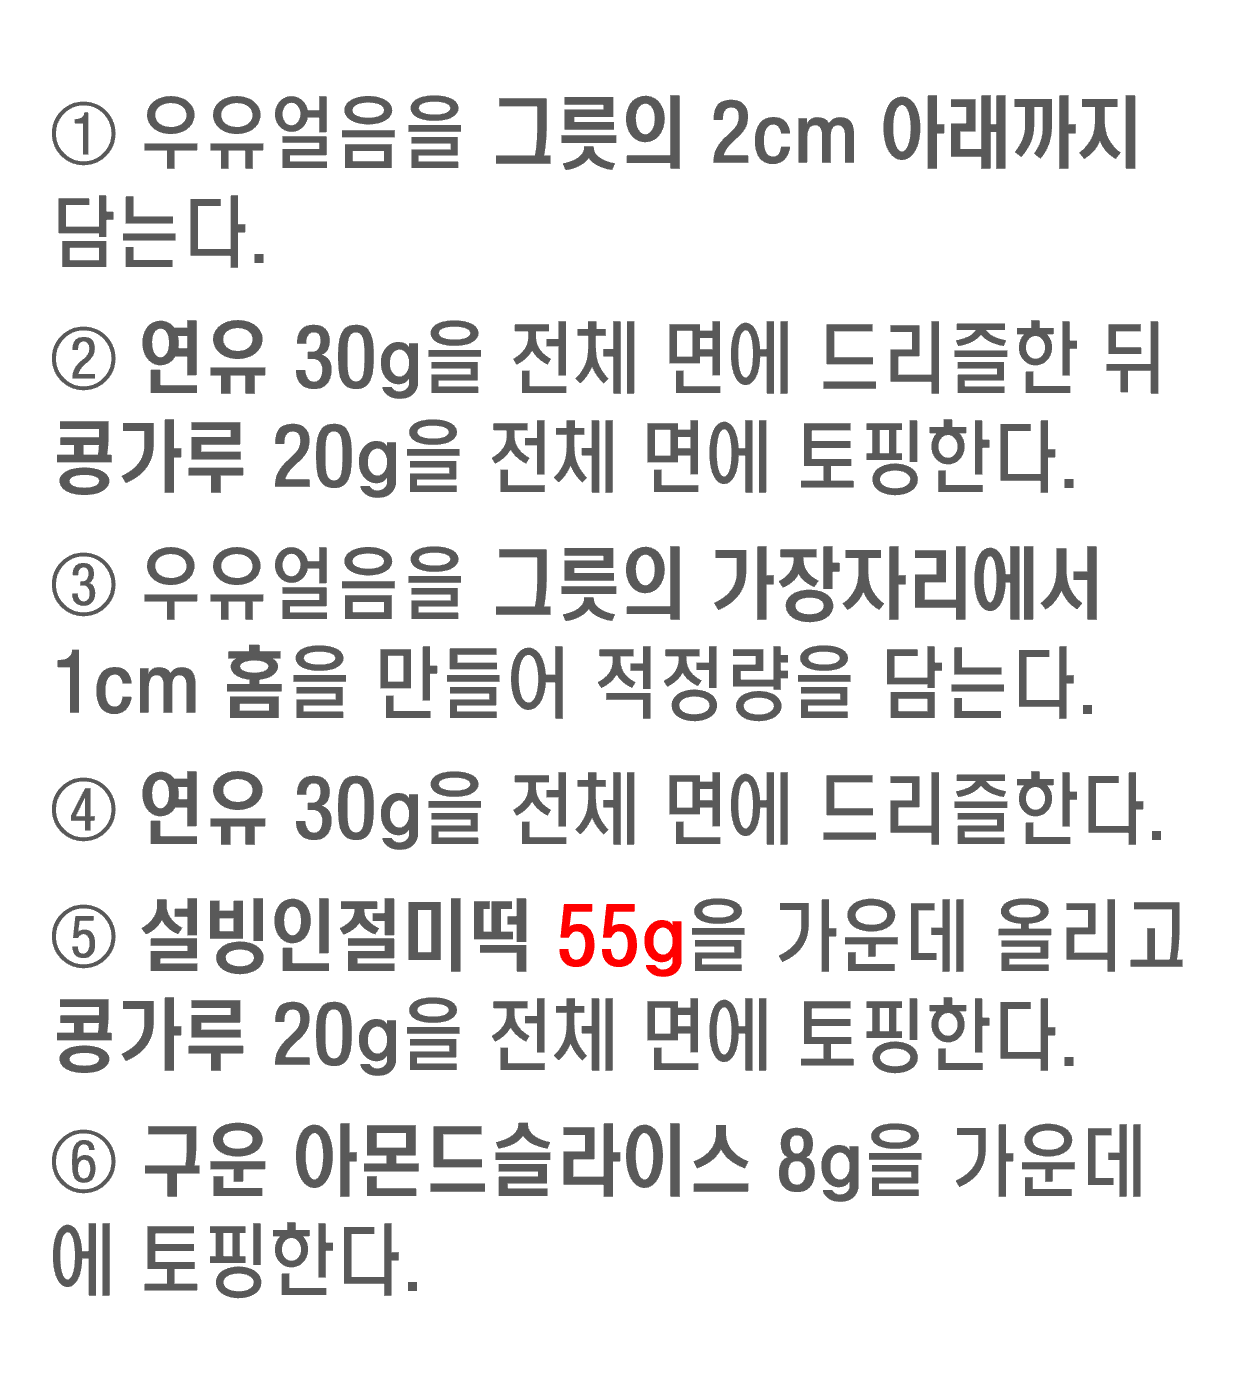 ① 우유얼음을 그릇의 2cm 아래까지
담는다.
② 연유 30g을 전체 면에 드리즐한 뒤
콩가루 20g을 전체 면에 토핑한다.
③ 우유얼음을 그릇의 가장자리에서
1cm 홈을 만들어 적정량을 담는다.
④ 연유 30g을 전체 면에 드리즐한다.
⑤ 설빙인절미떡 55g을 가운데 올리고
콩가루 20g을 전체 면에 토핑한다.
⑥ 구운 아몬드슬라이스 8g을 가운데
에 토핑한다.